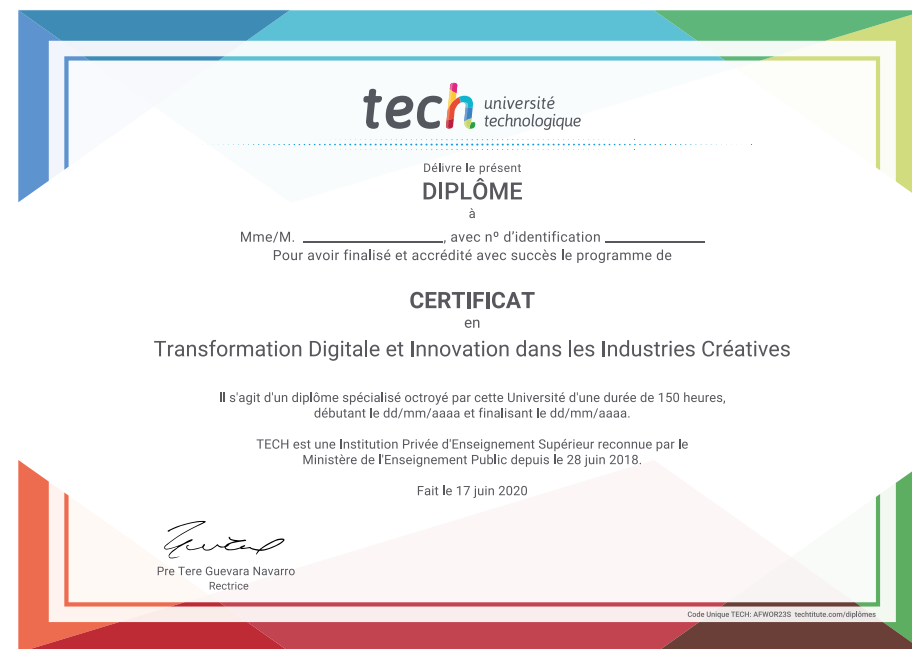 tech université
technologique
Délivre le présent
DIPLÔME
à
Mme/M. ____________________, avec nº d'identification ______________
Pour avoir finalisé et accrédité avec succès le programme de
CERTIFICAT
en
Transformation Digitale et Innovation dans les Industries Créatives
Il s'agit d'un diplôme spécialisé octroyé par cette Université d'une durée de 150 heures,
débutant le dd/mm/aaaa et finalisant le dd/mm/aaaa.
TECH est une Institution Privée d'Enseignement Supérieur reconnue par le
Ministère de l'Enseignement Public depuis le 28 juin 2018.
Fait le 17 juin 2020
Pre Tere Guevara Navarro
Rectrice
Code Unique TECH: AFWOR23S techtitute.com/diplômes